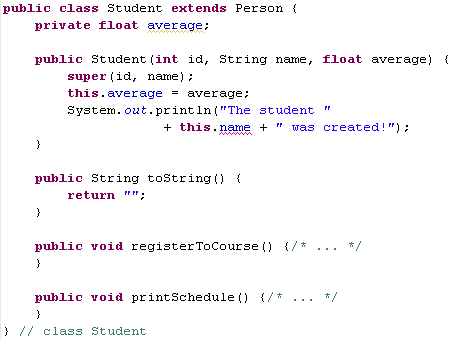 public class Student extends Person {
    private float average;

    public Student(int id, String name, float average) {
        super(id, name);
        this.average = average;
        System.out.println("The student "
                    + this.name + " was created!");
    }

    public String toString() {
        return "";
    }

    public void registerToCourse() {/* ... */
    }

    public void printSchedule() {/* ... */
    }
} // class Student